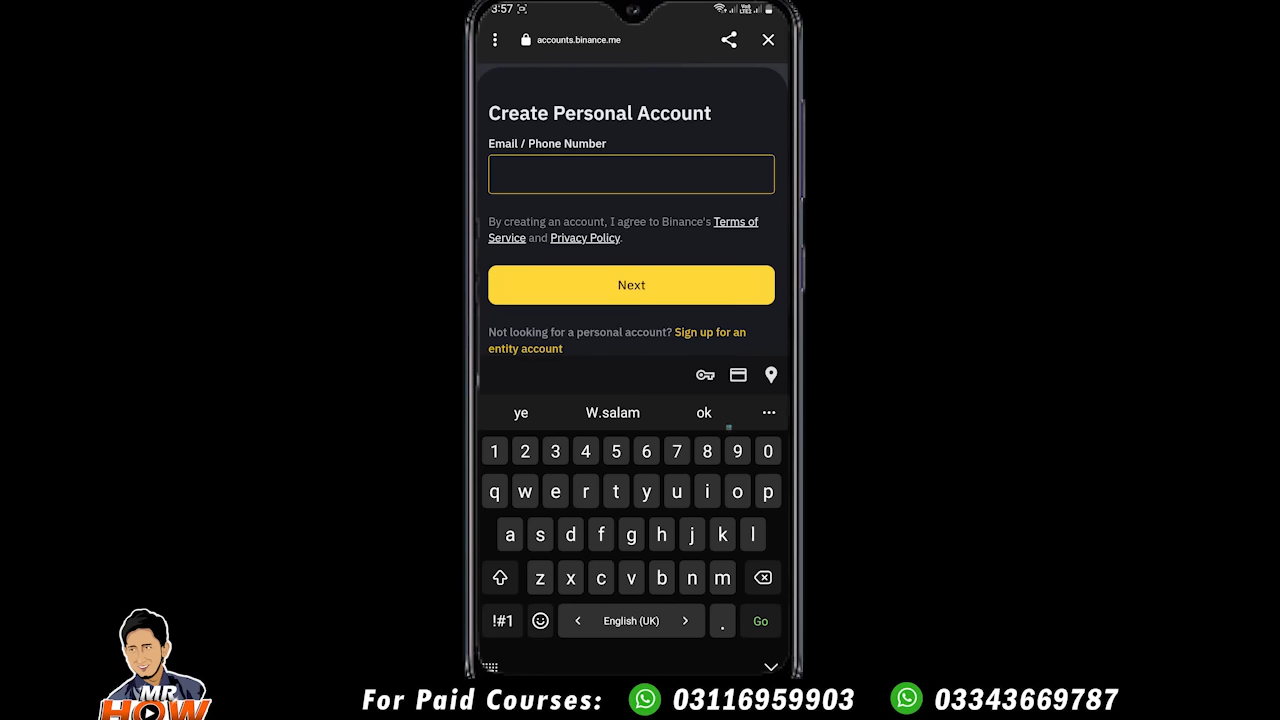 3:57
Vo)
LTE2
accounts.binance.me
Create Personal Account
Email / Phone Number
By creating an account, I agree to Binance's Terms of
Service and Privacy Policy.
Next
Not looking for a personal account? Sign up for an
entity account
ye W.salam ok ...
1 2 3 4 5 6 7 8 9 0
q w e r t y u i o p
a s d f g h j k l
z x c v b n m
!#1 < English (UK) > . Go
MR
HOW
For Paid Courses: 03116959903 03343669787